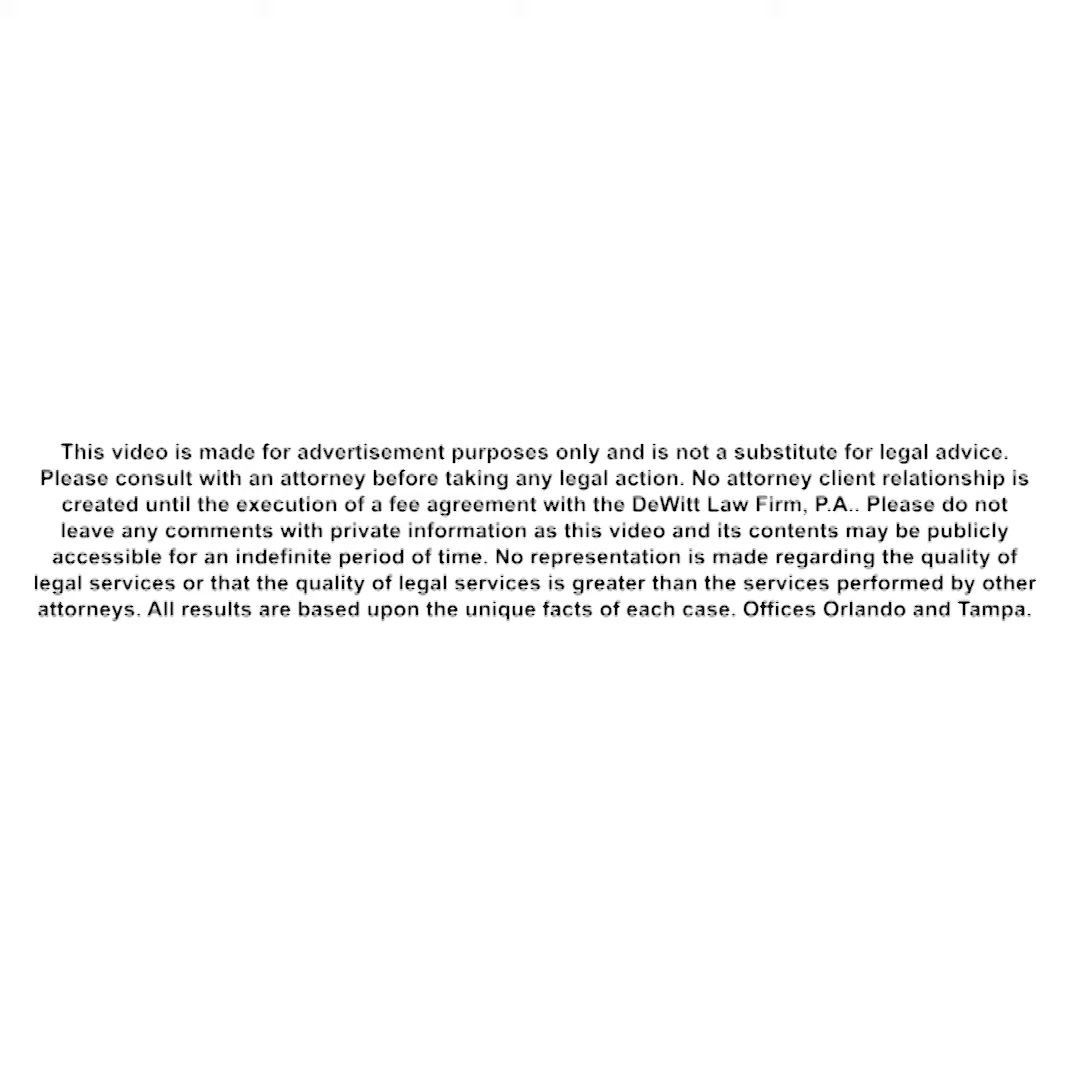 This video is made for advertisement purposes only and is not a substitute for legal advice.
Please consult with an attorney before taking any legal action. No attorney client relationship is
created until the execution of a fee agreement with the DeWitt Law Firm, P.A.. Please do not
leave any comments with private information as this video and its contents may be publicly
accessible for an indefinite period of time. No representation is made regarding the quality of
legal services or that the quality of legal services is greater than the services performed by other
attorneys. All results are based upon the unique facts of each case. Offices Orlando and Tampa.